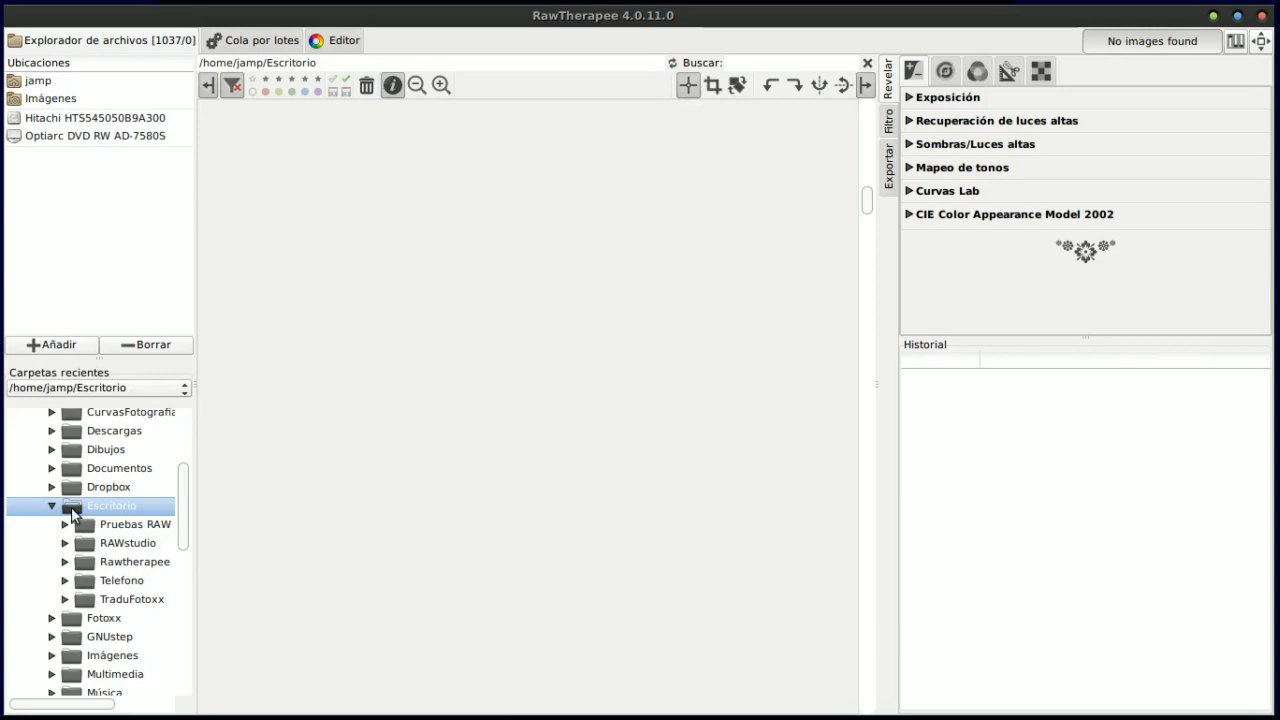 RawTherapee 4.0.11.0
Explorador de archivos [1037/0]
Cola por lotes
Editor
No images found
Ubicaciones
/home/jamp/Escritorio
Buscar:
jamp
Imágenes
Hitachi HTS545050B9A300
Optiarc DVD RW AD-7580S
Revelar
Filtro
Exportar
Exposición
Recuperación de luces altas
Sombras/Luces altas
Mapeo de tonos
Curvas Lab
CIE Color Appearance Model 2002
Añadir
Borrar
Historial
Carpetas recientes
/home/jamp/Escritorio
CurvasFotografia
Descargas
Dibujos
Documentos
Dropbox
Escritorio
Pruebas RAW
RAWstudio
Rawtherapee
Telefono
TraduFotoxx
Fotoxx
GNUstep
Imágenes
Multimedia
Música